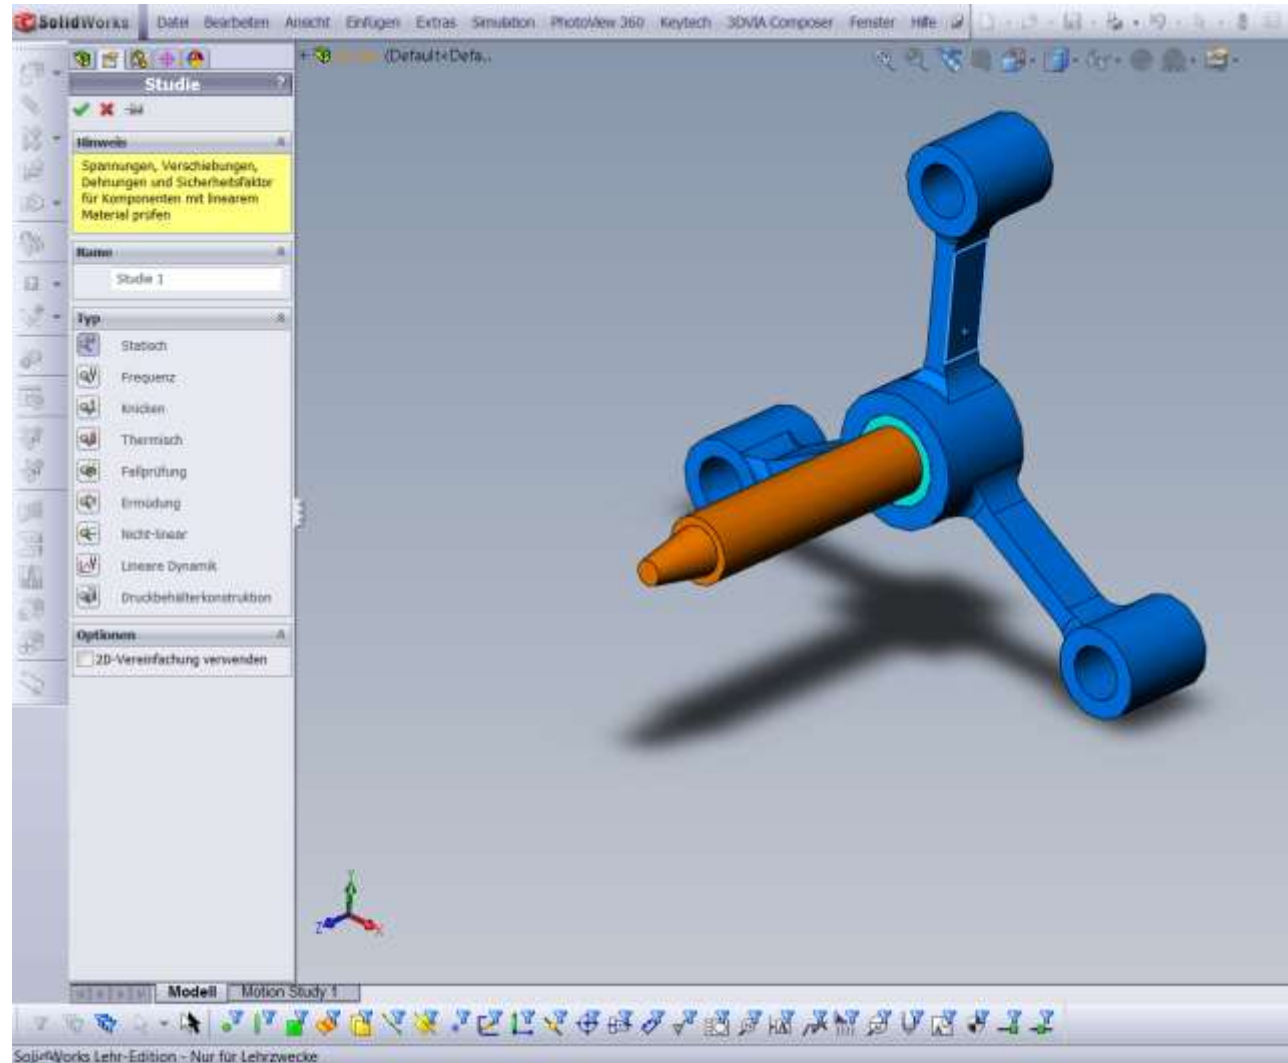 SolidWorks Datei Bearbeiten Ansicht Einfügen Extras Simulation PhotoView 360 Keytech 3DVIA Composer Fenster Hilfe
(Default<Defa..
Studie ?
Hinweis
Spannungen, Verschiebungen,
Dehnungen und Sicherheitsfaktor
für Komponenten mit linearem
Material prüfen
Name
Studie 1
Typ
Statisch
Frequenz
Knicken
Thermisch
Fallprüfung
Ermüdung
Nicht-linear
Lineare Dynamik
Druckbehälterkonstruktion
Optionen
2D-Vereinfachung verwenden
Y
Z
X
Modell Motion Study 1
SolidWorks Lehr-Edition - Nur für Lehrzwecke